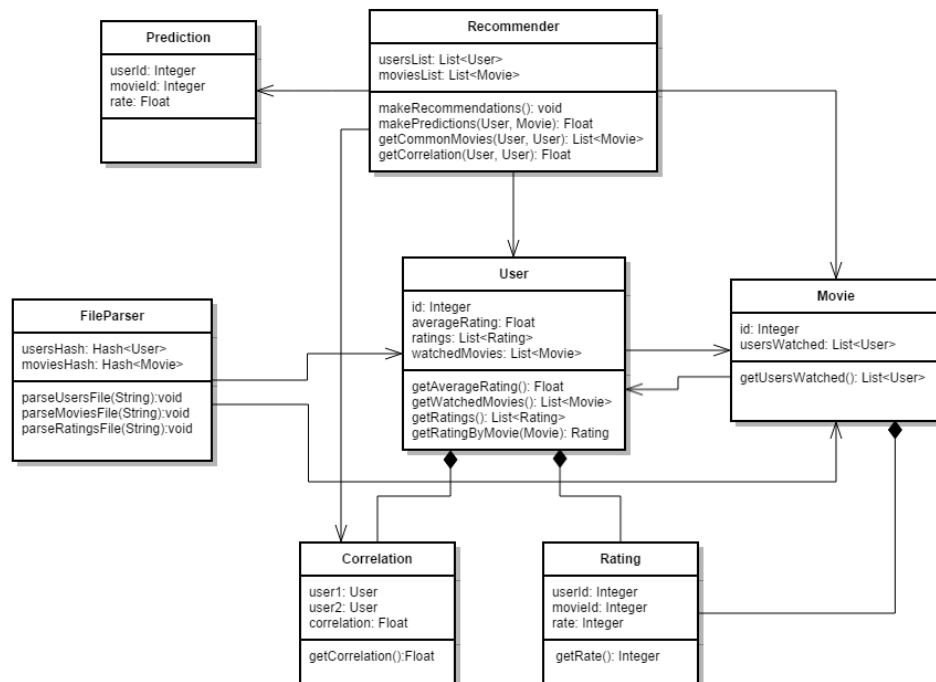 Prediction
userId: Integer
movieId: Integer
rate: Float
Recommender
usersList: List<User>
moviesList: List<Movie>
makeRecommendations(): void
makePredictions(User, Movie): Float
getCommonMovies(User, User): List<Movie>
getCorrelation(User, User): Float
FileParser
usersHash: Hash<User>
moviesHash: Hash<Movie>
parseUsersFile(String):void
parseMoviesFile(String):void
parseRatingsFile(String):void
User
id: Integer
averageRating: Float
ratings: List<Rating>
watchedMovies: List<Movie>
getAverageRating(): Float
getWatchedMovies(): List<Movie>
getRatings(): List<Rating>
getRatingByMovie(Movie): Rating
Movie
id: Integer
usersWatched: List<User>
getUsersWatched(): List<User>
Correlation
user1: User
user2: User
correlation: Float
getCorrelation():Float
Rating
userId: Integer
movieId: Integer
rate: Integer
getRate(): Integer